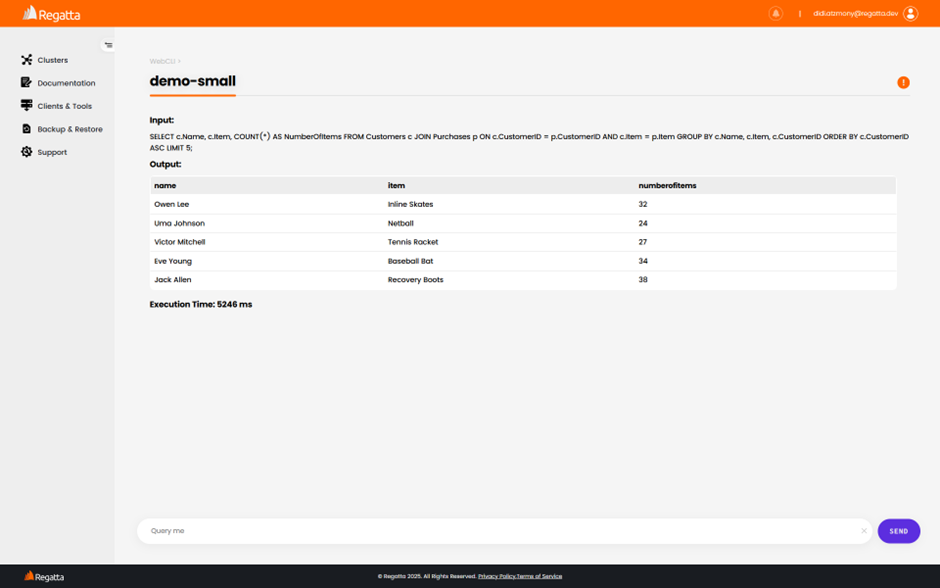 Regatta
| didi.atzmony@regatta.dev
Clusters
Documentation
Clients & Tools
Backup & Restore
Support
WebCLI >
demo-small
Input:
SELECT c.Name, c.Item, COUNT(*) AS NumberOfItems FROM Customers c JOIN Purchases p ON c.CustomerID = p.CustomerID AND c.Item = p.Item GROUP BY c.Name, c.Item, c.CustomerID ORDER BY c.CustomerID
ASC LIMIT 5;
Output:
name item numberofitems
Owen Lee Inline Skates 32
Uma Johnson Netball 24
Victor Mitchell Tennis Racket 27
Eve Young Baseball Bat 34
Jack Allen Recovery Boots 38
Execution Time: 5246 ms
Query me
SEND
Regatta © Regatta 2025. All Rights Reserved. Privacy Policy.Terms of Service